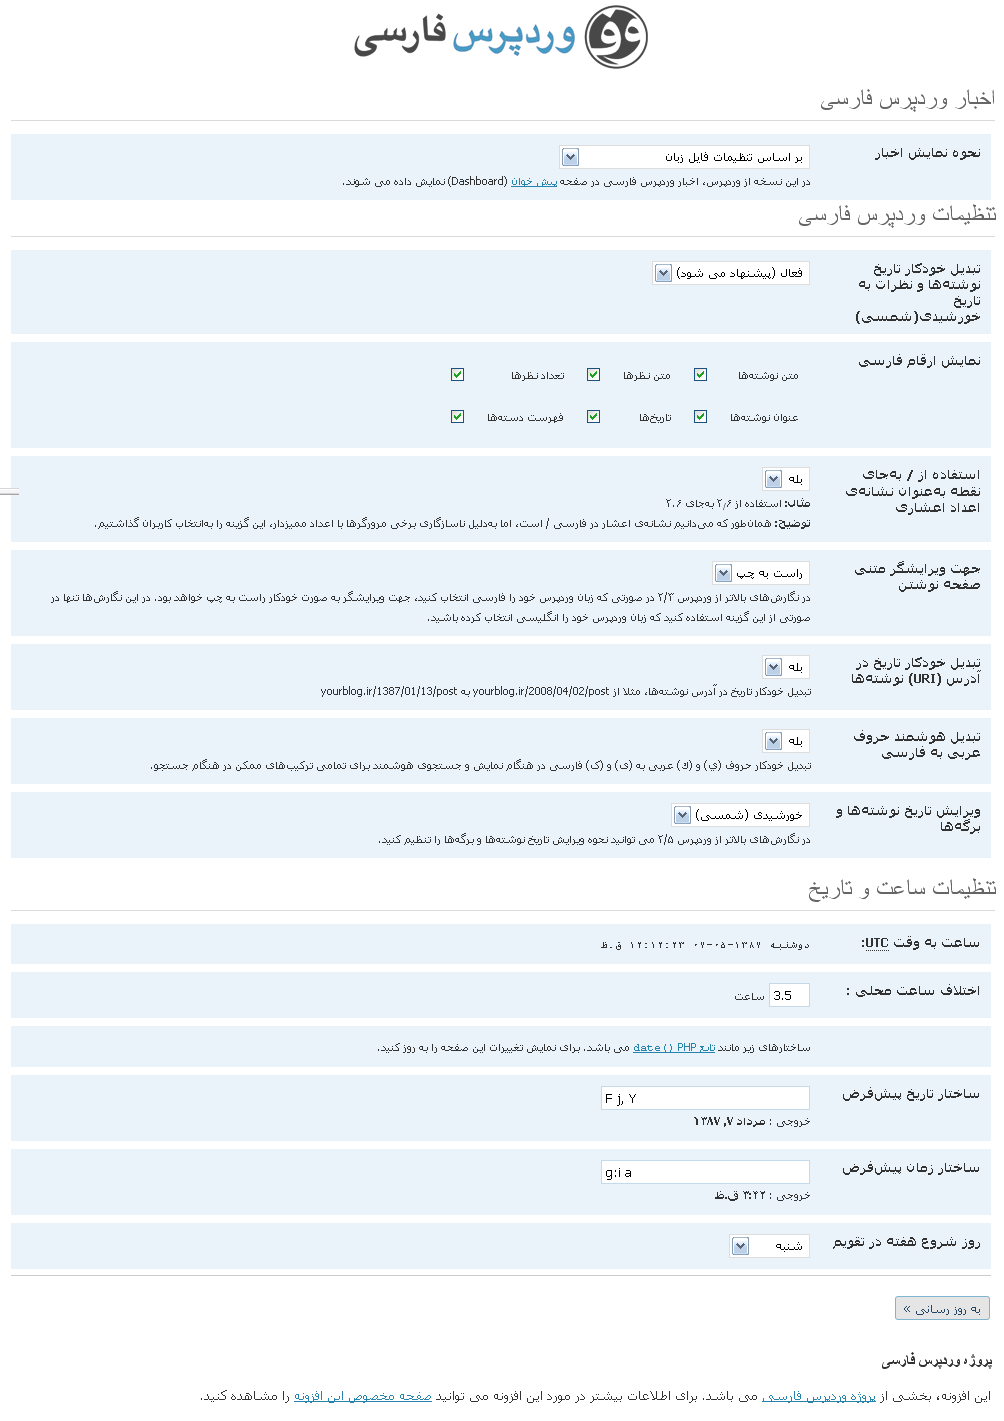 وردپرس فارسی
اخبار وردپرس فارسی
نحوه نمایش اخبار
بر اساس تنظیمات فایل زبان
در این نسخه از وردپرس، اخبار وردپرس فارسی در صفحه پیش خوان (Dashboard) نمایش داده می شوند.
تنظیمات وردپرس فارسی
تبدیل خودکار تاریخ
نوشته‌ها و نظرات به
تاریخ
خورشیدی(شمسی)
فعال (پیشنهاد می شود)
نمایش ارقام فارسی
متن نوشته‌ها متن نظرها تعداد نظرها
عنوان نوشته‌ها تاریخ‌ها فهرست دسته‌ها
استفاده از / به‌جای
نقطه به‌عنوان نشانه‌ی
اعداد اعشاری
بله
مثال: استفاده از ۲٫۶ به‌جای ۲.۶
توضیح: همان‌طور که می‌دانیم نشانه‌ی اعشار در فارسی / است، اما به‌دلیل ناسازگاری برخی مرورگرها با اعداد ممیزدار، این گزینه را به‌انتخاب کاربران گذاشتیم.
جهت ویرایشگر متنی
صفحه نوشتن
راست به چپ
در نگارش‌های بالاتر از وردپرس ۲/۳ در صورتی که زبان وردپرس خود را فارسی انتخاب کنید، جهت ویرایشگر به صورت خودکار راست به چپ خواهد بود. در این نگارش‌ها تنها در
صورتی از این گزینه استفاده کنید که زبان وردپرس خود را انگلیسی انتخاب کرده باشید.
تبدیل خودکار تاریخ در
آدرس (URI) نوشته‌ها
بله
تبدیل خودکار تاریخ در آدرس نوشته‌ها، مثلا از yourblog.ir/2008/04/02/post به yourblog.ir/1387/01/13/post
تبدیل هوشمند حروف
عربی به فارسی
بله
تبدیل خودکار حروف (ي) و (ك) عربی به (ی) و (ک) فارسی در هنگام نمایش و جستجوی هوشمند برای تمامی ترکیب‌های ممکن در هنگام جستجو.
ویرایش تاریخ نوشته‌ها و
برگه‌ها
خورشیدی (شمسی)
در نگارش‌های بالاتر از وردپرس ۲/۵ می توانید نحوه ویرایش تاریخ نوشته‌ها و برگه‌ها را تنظیم کنید.
تنظیمات ساعت و تاریخ
ساعت به وقت UTC:
دوشنبه ۱۳۸۷-۰۵-۰۷ ۱۲:۱۲:۲۳ ق.ظ
اختلاف ساعت محلی :
3.5 ساعت
ساختارهای زیر مانند تابع date () PHP می باشد. برای نمایش تغییرات این صفحه را به روز کنید.
ساختار تاریخ پیش‌فرض
F j, Y
خروجی : مرداد ۷, ۱۳۸۷
ساختار زمان پیش‌فرض
g:i a
خروجی : ۳:۴۲ ق.ظ
روز شروع هفته در تقویم
شنبه
به روز رسانی »
پروژه وردپرس فارسی
این افزونه، بخشی از پروژه وردپرس فارسی می باشد. برای اطلاعات بیشتر در مورد این افزونه می توانید صفحه مخصوص این افزونه را مشاهده کنید.